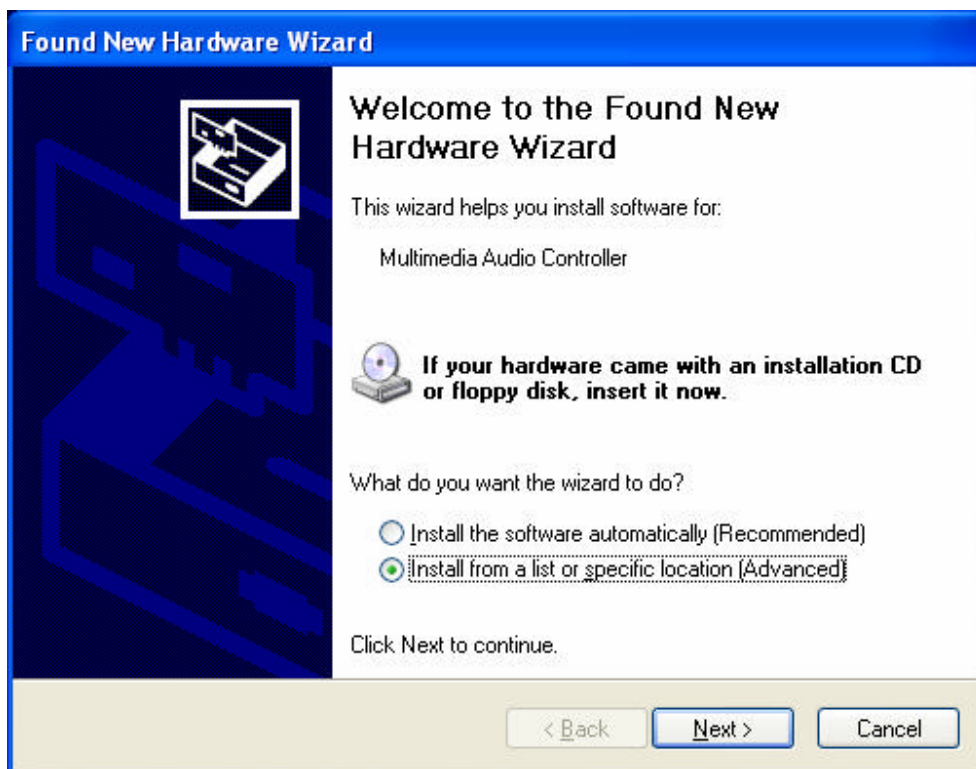 Found New Hardware Wizard
Welcome to the Found New
Hardware Wizard
This wizard helps you install software for:
Multimedia Audio Controller
If your hardware came with an installation CD
or floppy disk, insert it now.
What do you want the wizard to do?
Install the software automatically (Recommended)
Install from a list or specific location (Advanced)
Click Next to continue.
< Back Next > Cancel